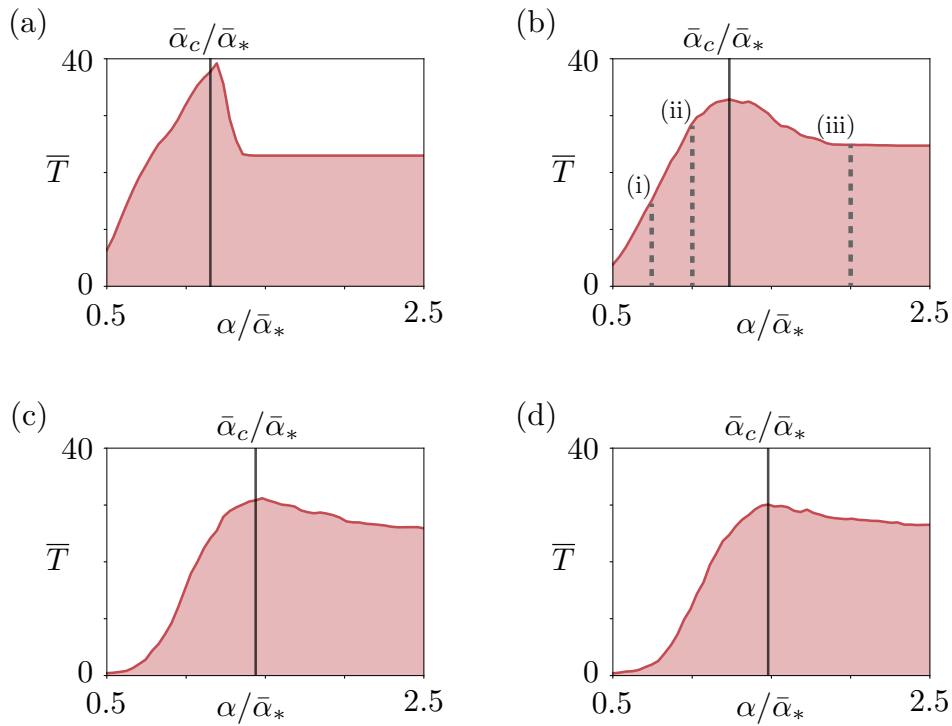 (a)
ᾱ_c/ᾱ_*
40
T̅
0
0.5
α/ᾱ_*
2.5
(b)
ᾱ_c/ᾱ_*
40
(ii)
(iii)
T̅
(i)
0
0.5
α/ᾱ_*
2.5
(c)
ᾱ_c/ᾱ_*
40
T̅
0
0.5
α/ᾱ_*
2.5
(d)
ᾱ_c/ᾱ_*
40
T̅
0
0.5
α/ᾱ_*
2.5